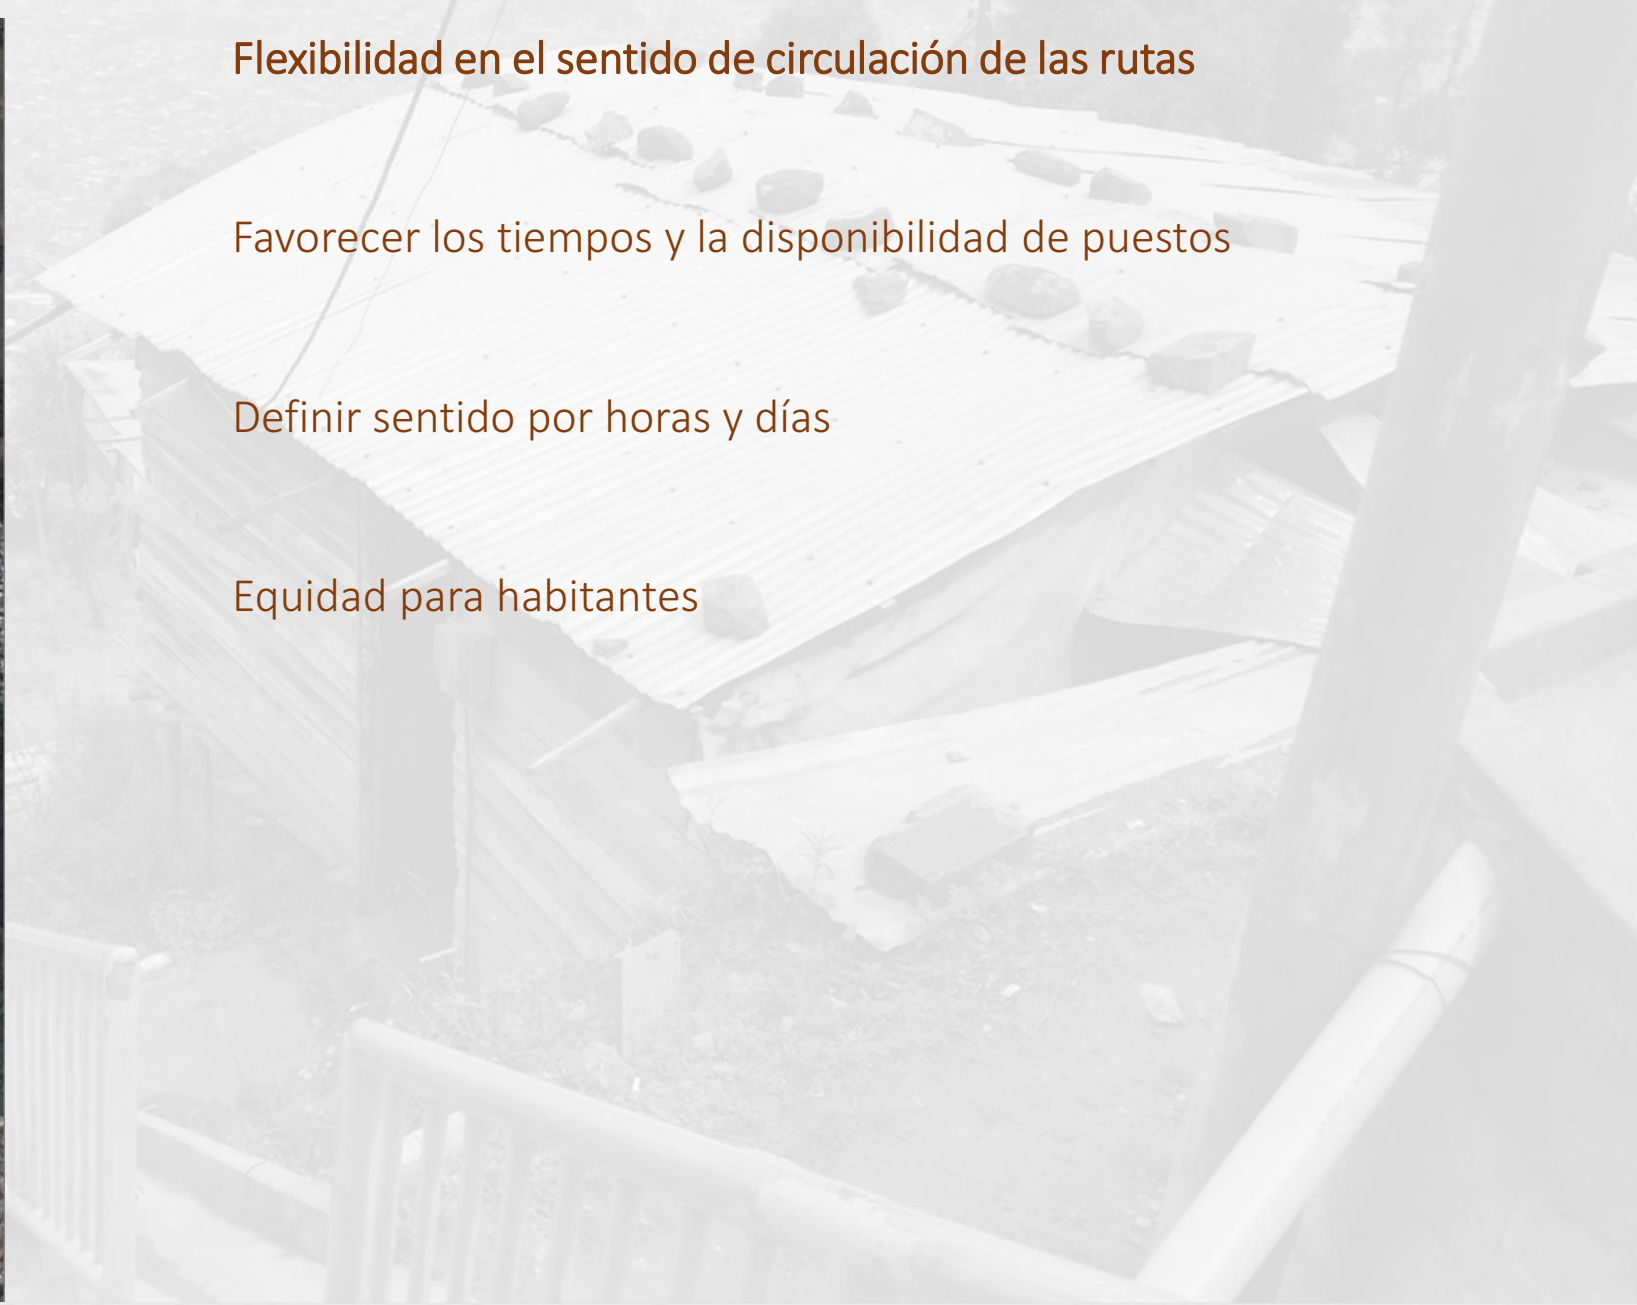 Flexibilidad en el sentido de circulación de las rutas
Favorecer los tiempos y la disponibilidad de puestos
Definir sentido por horas y días
Equidad para habitantes